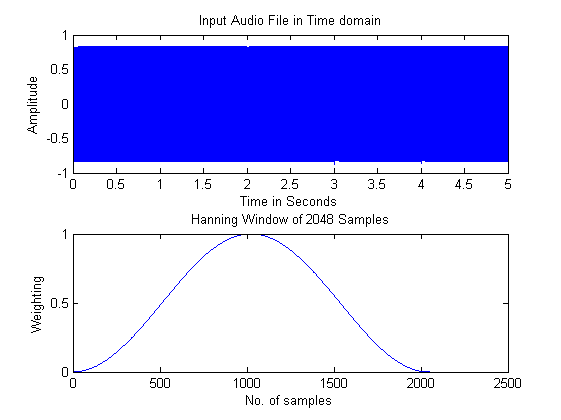 Input Audio File in Time domain
1
0.5
0
-0.5
-1
Amplitude
0 0.5 1 1.5 2 2.5 3 3.5 4 4.5 5
Time in Seconds
Hanning Window of 2048 Samples
1
0.5
0
Weighting
0 500 1000 1500 2000 2500
No. of samples